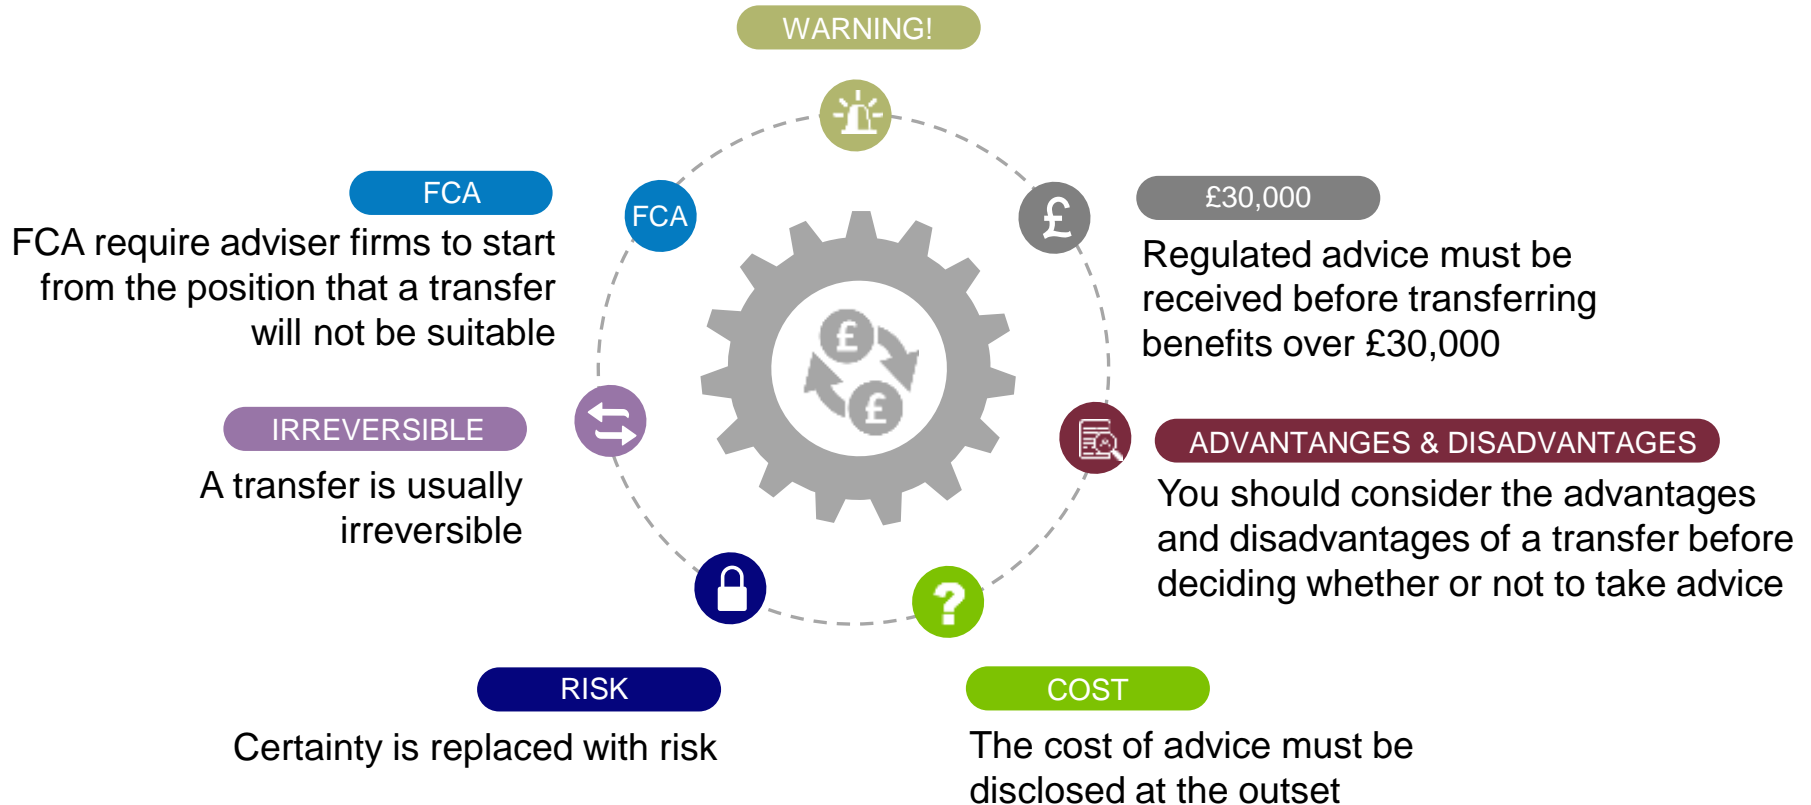 WARNING!
FCA
FCA
FCA require adviser firms to start
from the position that a transfer
will not be suitable
£
£30,000
Regulated advice must be
received before transferring
benefits over £30,000
£
£
IRREVERSIBLE
A transfer is usually
irreversible
ADVANTANGES & DISADVANTAGES
You should consider the advantages
and disadvantages of a transfer before
deciding whether or not to take advice
?
RISK
Certainty is replaced with risk
COST
The cost of advice must be
disclosed at the outset